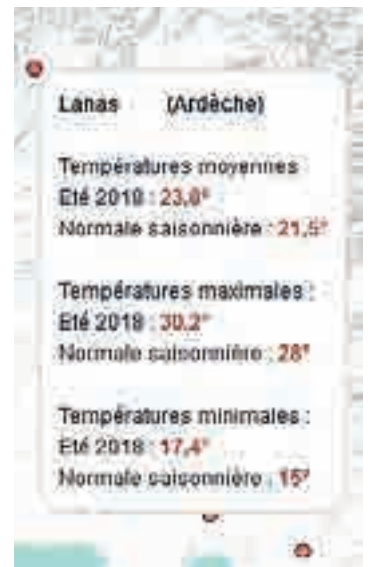 Lanas (Ardèche)
Températures moyennes
Eté 2018 : 23,8°
Normale saisonnière : 21,5°
Températures maximales :
Eté 2018 : 30,2°
Normale saisonnière : 28°
Températures minimales :
Eté 2018 : 17,4°
Normale saisonnière : 15°